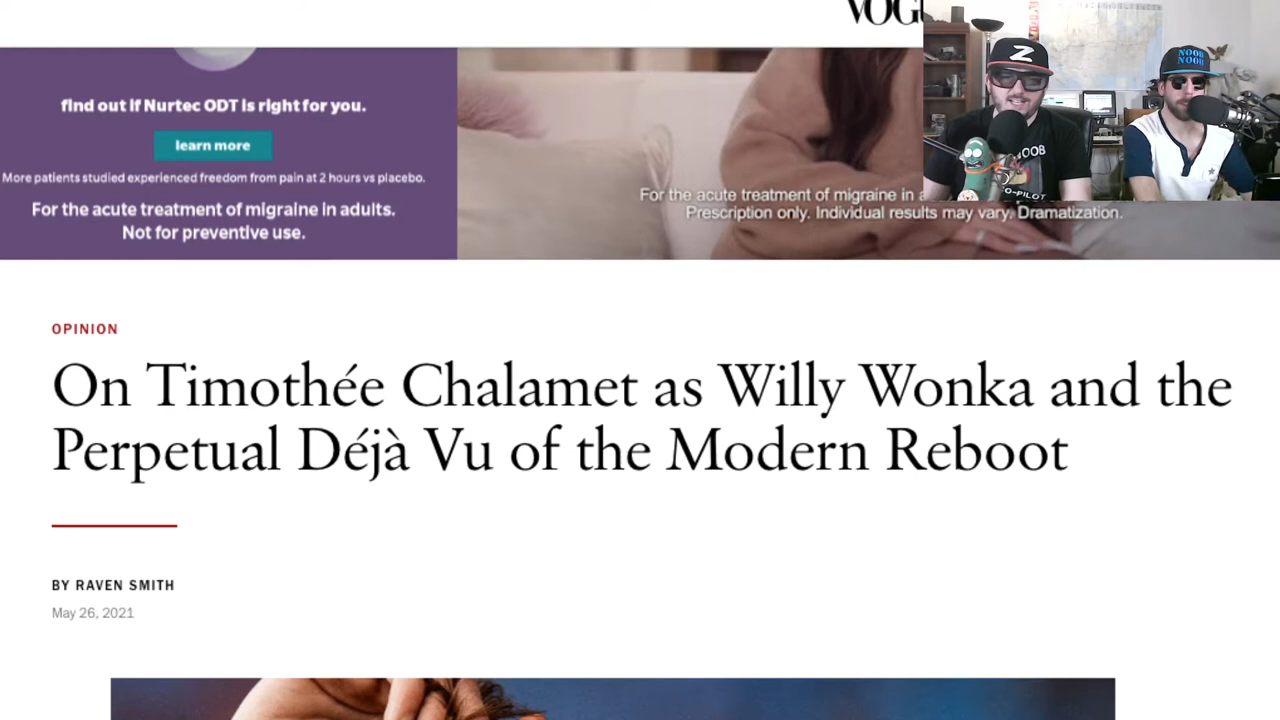 VOGU
find out if Nurtec ODT is right for you.
learn more
More patients studied experienced freedom from pain at 2 hours vs placebo.
For the acute treatment of migraine in adults.
Not for preventive use.
For the acute treatment of migraine in a
Prescription only. Individual results may vary. Dramatization.
Z
NOOB
NOOB
NOOB
CO-PILOT
OPINION
On Timothée Chalamet as Willy Wonka and the
Perpetual Déjà Vu of the Modern Reboot
BY RAVEN SMITH
May 26, 2021